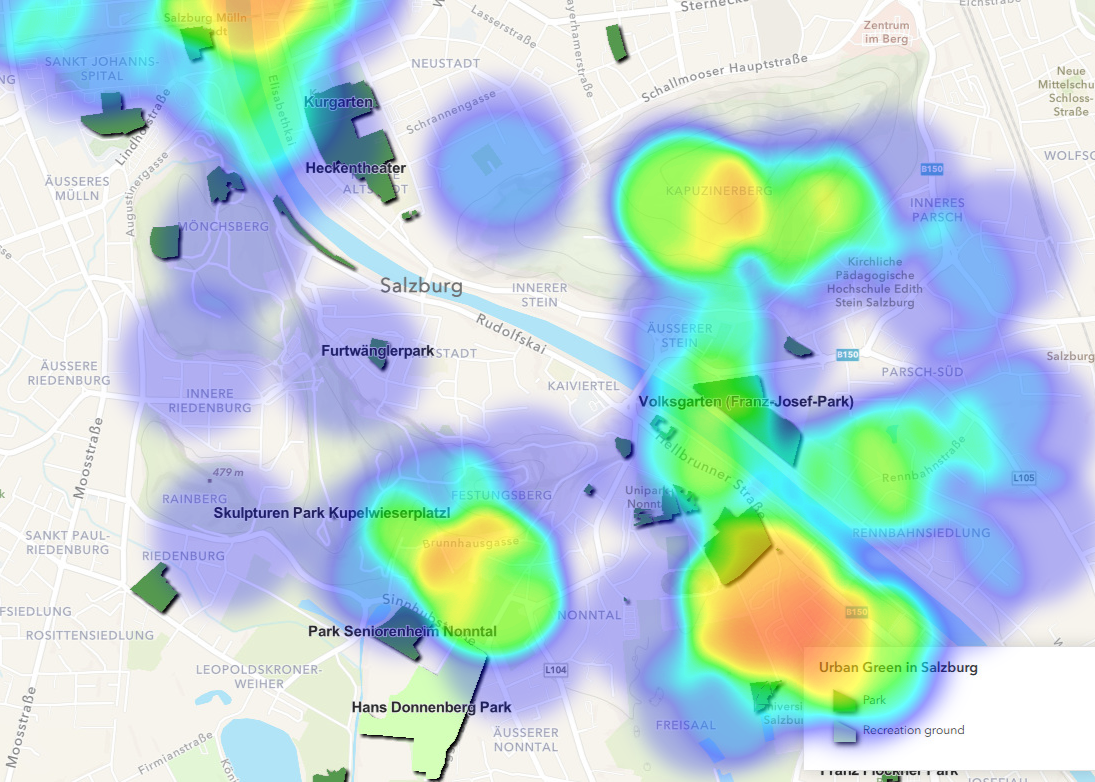 Lasserstraße
Sterneck
Eichstraße
Zentrum
im Berg
Salzburg Mülln
SANKT JOHANNS-
SPITAL
NEUSTADT
Schallmooser Hauptstraße
Neue
Mittelschu
Schloss-
Straße
Elisabethkai
Kurgarten
Schrannengasse
Lindhofstraße
WOLFSG
Heckentheater
B150
ÄUSSERES
MÜLLN
ALTSTADT
KAPUZINERBERG
Augustinergasse
INNERES
PARSCH
MÖNCHSBERG
Kirchliche
Pädagogische
Hochschule Edith
Stein Salzburg
Salzburg
INNERER
STEIN
Rudolfskai
ÄUSSERER
STEIN
Furtwänglerpark
STADT
B150
Salzburg
ÄUSSERE
RIEDENBURG
KAIVIERTEL
PARSCH-SÜD
INNERE
RIEDENBURG
Volksgarten (Franz-Josef-Park)
Moosstraße
Hellbrunner Straße
Rennbahnstraße
479 m
L105
RAINBERG
FESTUNGSBERG
Unipark
Nonntal
Skulpturen Park Kupelwieserplatzl
SANKT PAUL-
RIEDENBURG
Brunnhausgasse
RENNBAHNSIEDLUNG
RIEDENBURG
Sinnhubstraße
NONNTAL
B150
FSIEDLUNG
ROSITTENSIEDLUNG
Park Seniorenheim Nonntal
LEOPOLDSKRONER-
WEIHER
L104
Urban Green in Salzburg
Park
Recreation ground
Moosstraße
Hans Donnenberg Park
Universi
Salzbu
FREISAAL
ÄUSSERER
NONNTAL
Firmianstraße
Franz Flöckner Park